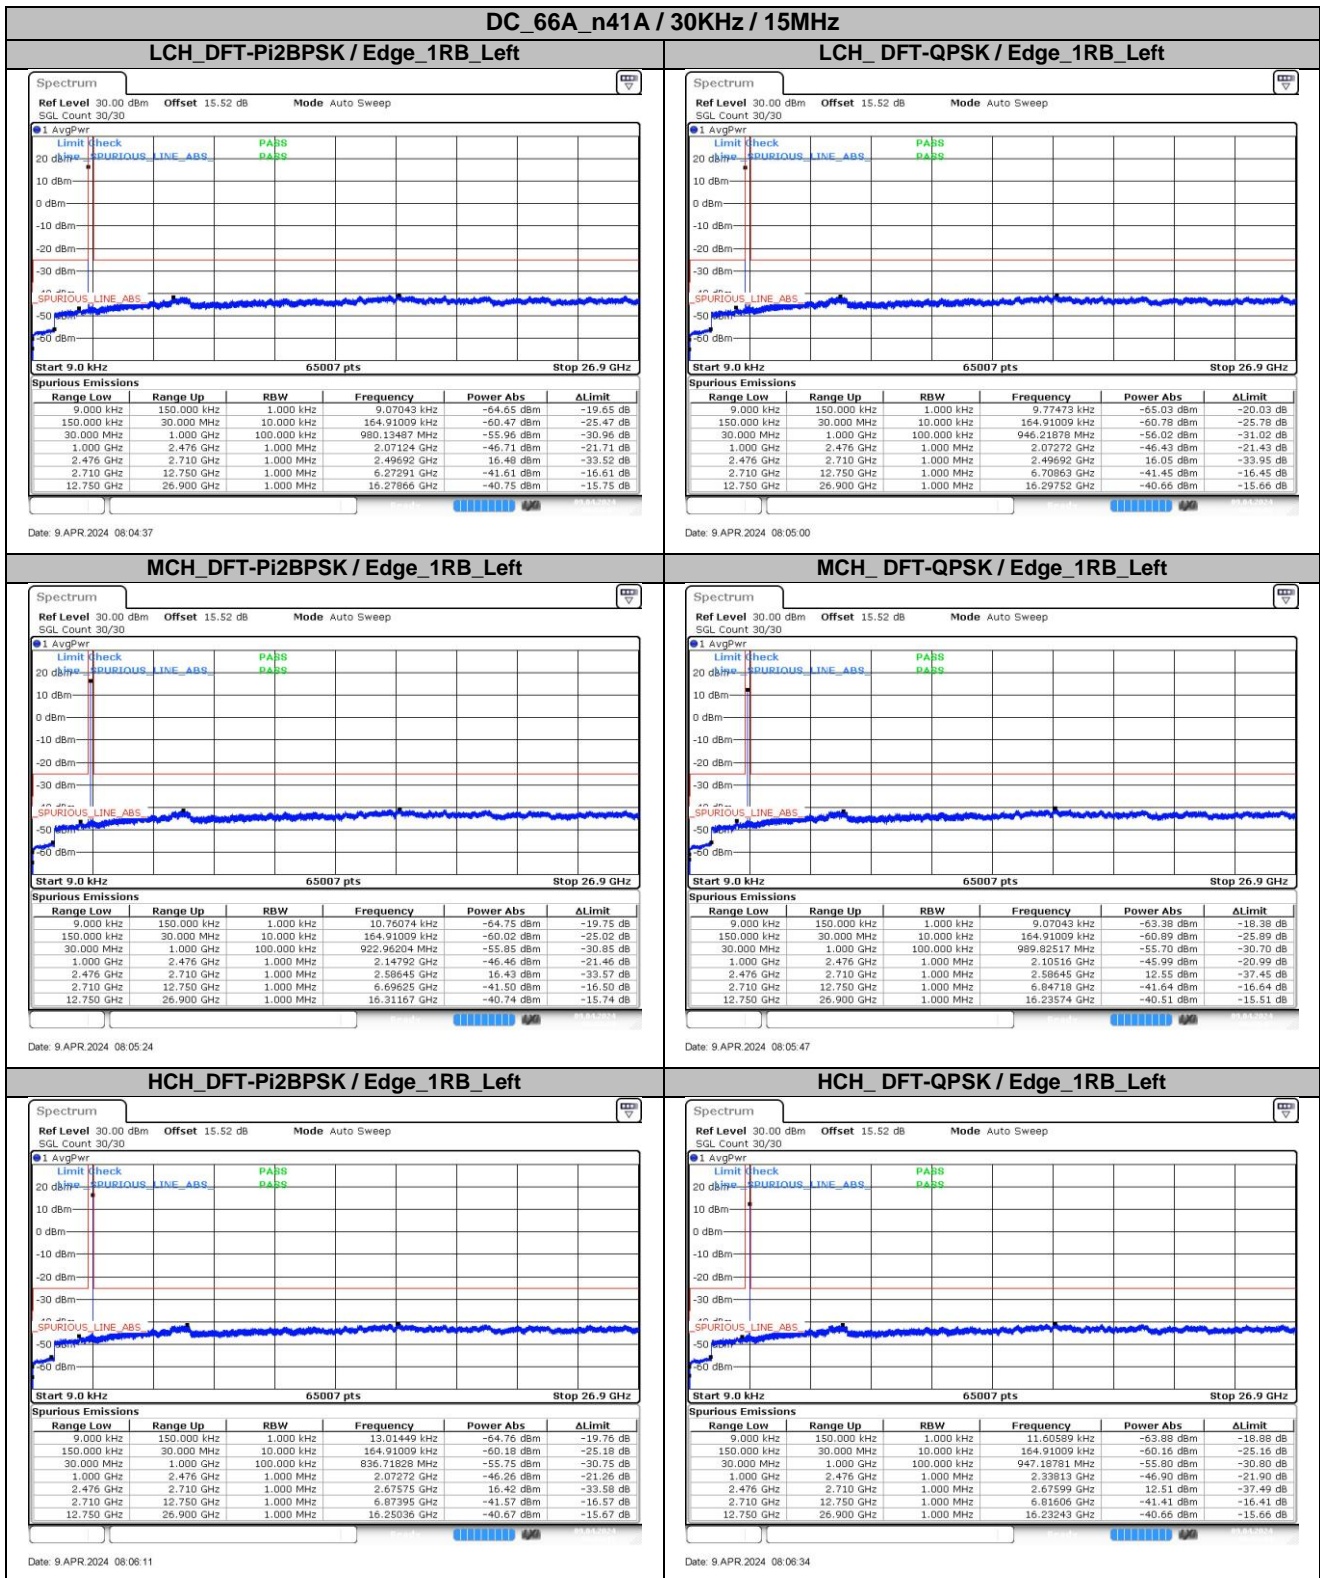 DC_66A_n41A / 30KHz / 15MHz
LCH_DFT-Pi2BPSK / Edge_1RB_Left
Spectrum
Ref Level 30.00 dBm Offset 15.52 dB Mode Auto Sweep
SGL Count 30/30
1 AvgPwr
Limit Check PASS
20 dBm
Line _SPURIOUS_LINE_ABS_ PASS
10 dBm
0 dBm
-10 dBm
-20 dBm
-30 dBm
_SPURIOUS_LINE_ABS_
-50 dBm
-60 dBm
Start 9.0 kHz 65007 pts Stop 26.9 GHz
Spurious Emissions
Range Low Range Up RBW Frequency Power Abs ΔLimit
9.000 kHz 150.000 kHz 1.000 kHz 9.07043 kHz -64.65 dBm -19.65 dB
150.000 kHz 30.000 MHz 10.000 kHz 164.91009 kHz -60.47 dBm -25.47 dB
30.000 MHz 1.000 GHz 100.000 kHz 980.13487 MHz -55.96 dBm -30.96 dB
1.000 GHz 2.476 GHz 1.000 MHz 2.07124 GHz -46.71 dBm -21.71 dB
2.476 GHz 2.710 GHz 1.000 MHz 2.49692 GHz 16.48 dBm -33.52 dB
2.710 GHz 12.750 GHz 1.000 MHz 6.27291 GHz -41.61 dBm -16.61 dB
12.750 GHz 26.900 GHz 1.000 MHz 16.27866 GHz -40.75 dBm -15.75 dB
Date: 9.APR.2024 08:04:37
LCH_ DFT-QPSK / Edge_1RB_Left
Spectrum
Ref Level 30.00 dBm Offset 15.52 dB Mode Auto Sweep
SGL Count 30/30
1 AvgPwr
Limit Check PASS
20 dBm
Line _SPURIOUS_LINE_ABS_ PASS
10 dBm
0 dBm
-10 dBm
-20 dBm
-30 dBm
_SPURIOUS_LINE_ABS_
-50 dBm
-60 dBm
Start 9.0 kHz 65007 pts Stop 26.9 GHz
Spurious Emissions
Range Low Range Up RBW Frequency Power Abs ΔLimit
9.000 kHz 150.000 kHz 1.000 kHz 9.77473 kHz -65.03 dBm -20.03 dB
150.000 kHz 30.000 MHz 10.000 kHz 164.91009 kHz -60.78 dBm -25.78 dB
30.000 MHz 1.000 GHz 100.000 kHz 946.21878 MHz -56.02 dBm -31.02 dB
1.000 GHz 2.476 GHz 1.000 MHz 2.07272 GHz -46.43 dBm -21.43 dB
2.476 GHz 2.710 GHz 1.000 MHz 2.49692 GHz 16.05 dBm -33.95 dB
2.710 GHz 12.750 GHz 1.000 MHz 6.70863 GHz -41.45 dBm -16.45 dB
12.750 GHz 26.900 GHz 1.000 MHz 16.29752 GHz -40.66 dBm -15.66 dB
Date: 9.APR.2024 08:05:00
MCH_DFT-Pi2BPSK / Edge_1RB_Left
Spectrum
Ref Level 30.00 dBm Offset 15.52 dB Mode Auto Sweep
SGL Count 30/30
1 AvgPwr
Limit Check PASS
20 dBm
Line _SPURIOUS_LINE_ABS_ PASS
10 dBm
0 dBm
-10 dBm
-20 dBm
-30 dBm
_SPURIOUS_LINE_ABS_
-50 dBm
-60 dBm
Start 9.0 kHz 65007 pts Stop 26.9 GHz
Spurious Emissions
Range Low Range Up RBW Frequency Power Abs ΔLimit
9.000 kHz 150.000 kHz 1.000 kHz 10.76074 kHz -64.75 dBm -19.75 dB
150.000 kHz 30.000 MHz 10.000 kHz 164.91009 kHz -60.02 dBm -25.02 dB
30.000 MHz 1.000 GHz 100.000 kHz 922.96204 MHz -55.85 dBm -30.85 dB
1.000 GHz 2.476 GHz 1.000 MHz 2.14792 GHz -46.46 dBm -21.46 dB
2.476 GHz 2.710 GHz 1.000 MHz 2.58645 GHz 16.43 dBm -33.57 dB
2.710 GHz 12.750 GHz 1.000 MHz 6.69625 GHz -41.50 dBm -16.50 dB
12.750 GHz 26.900 GHz 1.000 MHz 16.31167 GHz -40.74 dBm -15.74 dB
Date: 9.APR.2024 08:05:24
MCH_ DFT-QPSK / Edge_1RB_Left
Spectrum
Ref Level 30.00 dBm Offset 15.52 dB Mode Auto Sweep
SGL Count 30/30
1 AvgPwr
Limit Check PASS
20 dBm
Line _SPURIOUS_LINE_ABS_ PASS
10 dBm
0 dBm
-10 dBm
-20 dBm
-30 dBm
_SPURIOUS_LINE_ABS_
-50 dBm
-60 dBm
Start 9.0 kHz 65007 pts Stop 26.9 GHz
Spurious Emissions
Range Low Range Up RBW Frequency Power Abs ΔLimit
9.000 kHz 150.000 kHz 1.000 kHz 9.07043 kHz -63.38 dBm -18.38 dB
150.000 kHz 30.000 MHz 10.000 kHz 164.91009 kHz -60.89 dBm -25.89 dB
30.000 MHz 1.000 GHz 100.000 kHz 989.82517 MHz -55.70 dBm -30.70 dB
1.000 GHz 2.476 GHz 1.000 MHz 2.10516 GHz -45.99 dBm -20.99 dB
2.476 GHz 2.710 GHz 1.000 MHz 2.58645 GHz 12.55 dBm -37.45 dB
2.710 GHz 12.750 GHz 1.000 MHz 6.84718 GHz -41.64 dBm -16.64 dB
12.750 GHz 26.900 GHz 1.000 MHz 16.23574 GHz -40.51 dBm -15.51 dB
Date: 9.APR.2024 08:05:47
HCH_DFT-Pi2BPSK / Edge_1RB_Left
Spectrum
Ref Level 30.00 dBm Offset 15.52 dB Mode Auto Sweep
SGL Count 30/30
1 AvgPwr
Limit Check PASS
20 dBm
Line _SPURIOUS_LINE_ABS_ PASS
10 dBm
0 dBm
-10 dBm
-20 dBm
-30 dBm
_SPURIOUS_LINE_ABS_
-50 dBm
-60 dBm
Start 9.0 kHz 65007 pts Stop 26.9 GHz
Spurious Emissions
Range Low Range Up RBW Frequency Power Abs ΔLimit
9.000 kHz 150.000 kHz 1.000 kHz 13.01449 kHz -64.76 dBm -19.76 dB
150.000 kHz 30.000 MHz 10.000 kHz 164.91009 kHz -60.18 dBm -25.18 dB
30.000 MHz 1.000 GHz 100.000 kHz 836.71828 MHz -55.75 dBm -30.75 dB
1.000 GHz 2.476 GHz 1.000 MHz 2.07272 GHz -46.26 dBm -21.26 dB
2.476 GHz 2.710 GHz 1.000 MHz 2.67575 GHz 16.42 dBm -33.58 dB
2.710 GHz 12.750 GHz 1.000 MHz 6.87395 GHz -41.57 dBm -16.57 dB
12.750 GHz 26.900 GHz 1.000 MHz 16.25036 GHz -40.67 dBm -15.67 dB
Date: 9.APR.2024 08:06:11
HCH_ DFT-QPSK / Edge_1RB_Left
Spectrum
Ref Level 30.00 dBm Offset 15.52 dB Mode Auto Sweep
SGL Count 30/30
1 AvgPwr
Limit Check PASS
20 dBm
Line _SPURIOUS_LINE_ABS_ PASS
10 dBm
0 dBm
-10 dBm
-20 dBm
-30 dBm
_SPURIOUS_LINE_ABS_
-50 dBm
-60 dBm
Start 9.0 kHz 65007 pts Stop 26.9 GHz
Spurious Emissions
Range Low Range Up RBW Frequency Power Abs ΔLimit
9.000 kHz 150.000 kHz 1.000 kHz 11.60589 kHz -63.88 dBm -18.88 dB
150.000 kHz 30.000 MHz 10.000 kHz 164.91009 kHz -60.16 dBm -25.16 dB
30.000 MHz 1.000 GHz 100.000 kHz 947.18781 MHz -55.80 dBm -30.80 dB
1.000 GHz 2.476 GHz 1.000 MHz 2.33813 GHz -46.90 dBm -21.90 dB
2.476 GHz 2.710 GHz 1.000 MHz 2.67599 GHz 12.51 dBm -37.49 dB
2.710 GHz 12.750 GHz 1.000 MHz 6.81606 GHz -41.41 dBm -16.41 dB
12.750 GHz 26.900 GHz 1.000 MHz 16.23243 GHz -40.66 dBm -15.66 dB
Date: 9.APR.2024 08:06:34